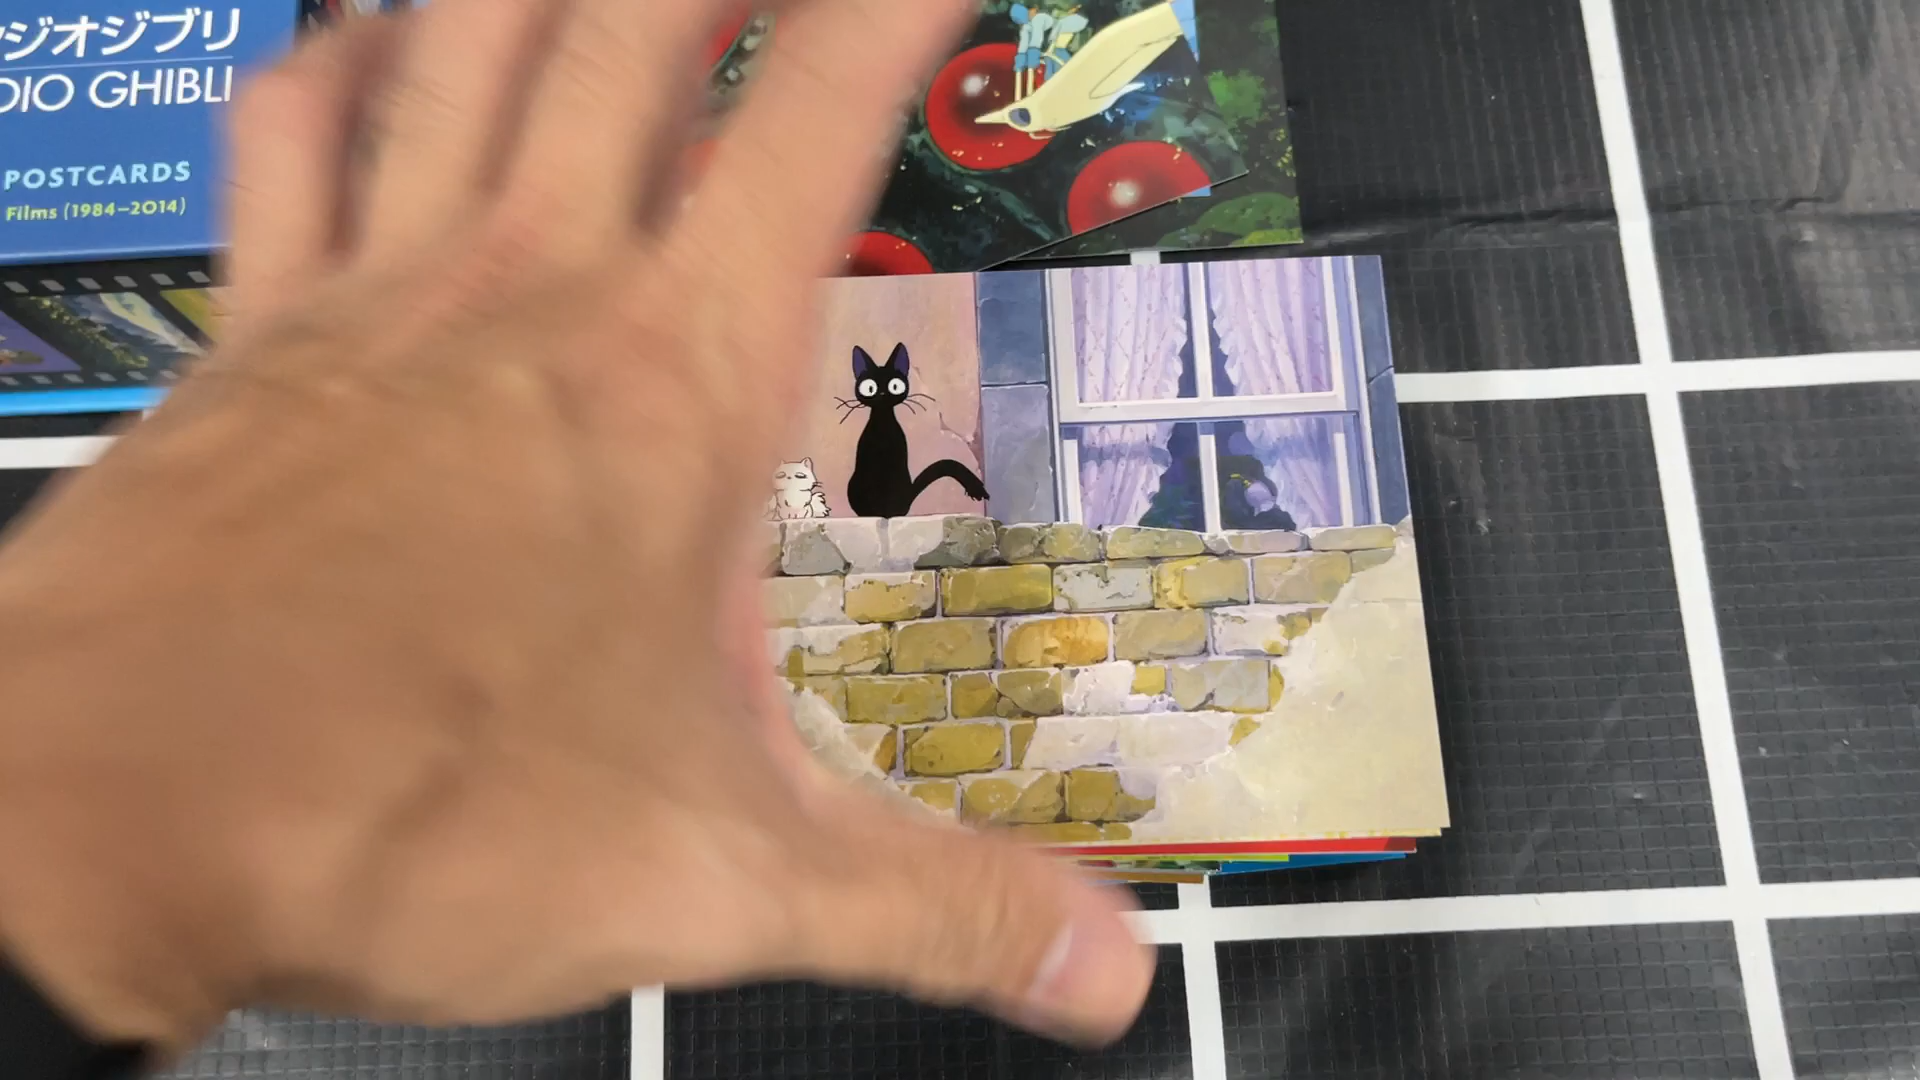 ジオジブリ
DIO GHIBLI
POSTCARDS
Films (1984–2014)